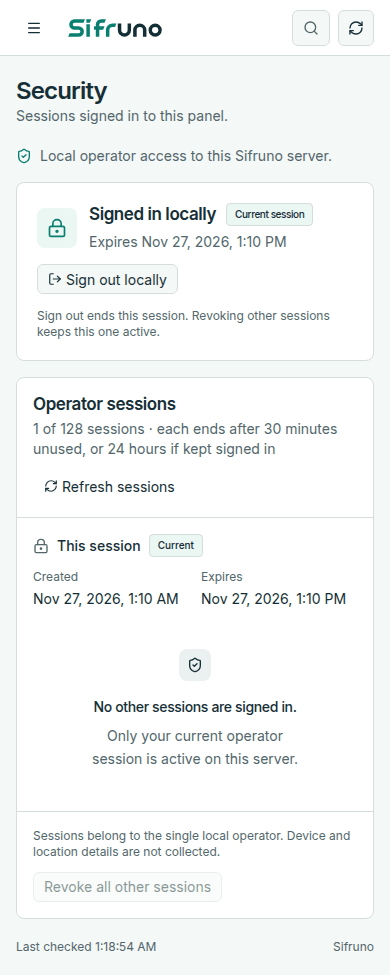 Sifruno
Security
Sessions signed in to this panel.
Local operator access to this Sifruno server.
Signed in locally
Current session
Expires Nov 27, 2026, 1:10 PM
Sign out locally
Sign out ends this session. Revoking other sessions
keeps this one active.
Operator sessions
1 of 128 sessions · each ends after 30 minutes
unused, or 24 hours if kept signed in
Refresh sessions
This session
Current
Created
Expires
Nov 27, 2026, 1:10 AM
Nov 27, 2026, 1:10 PM
No other sessions are signed in.
Only your current operator
session is active on this server.
Sessions belong to the single local operator. Device and
location details are not collected.
Revoke all other sessions
Last checked 1:18:54 AM
Sifruno